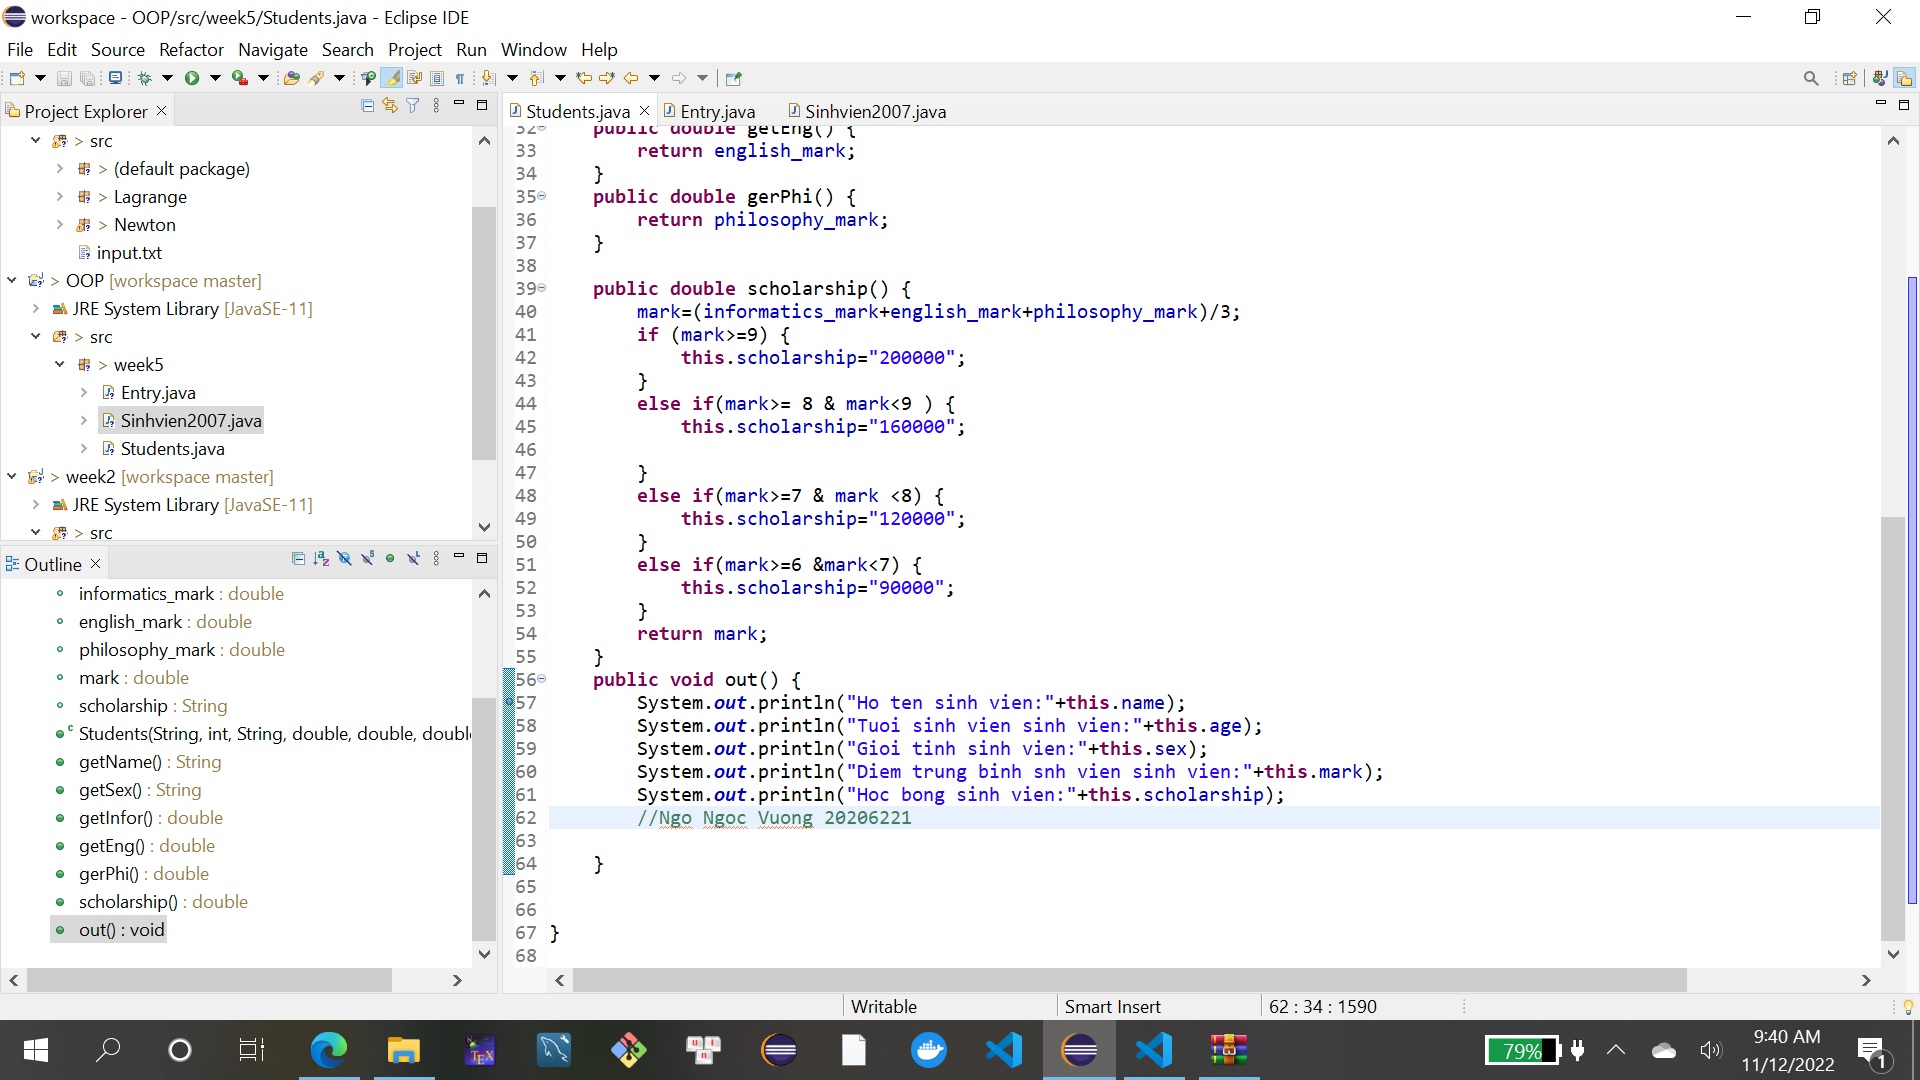 workspace - OOP/src/week5/Students.java - Eclipse IDE
File Edit Source Refactor Navigate Search Project Run Window Help
Project Explorer
> src
> (default package)
> Lagrange
> Newton
input.txt
> OOP [workspace master]
JRE System Library [JavaSE-11]
> src
> week5
Entry.java
Sinhvien2007.java
Students.java
> week2 [workspace master]
JRE System Library [JavaSE-11]
> src
Outline
informatics_mark : double
english_mark : double
philosophy_mark : double
mark : double
scholarship : String
Students(String, int, String, double, double, doubl
getName() : String
getSex() : String
getInfor() : double
getEng() : double
gerPhi() : double
scholarship() : double
out() : void
Students.java Entry.java Sinhvien2007.java
32 public double getEng() {
33 return english_mark;
34 }
35 public double gerPhi() {
36 return philosophy_mark;
37 }
38
39 public double scholarship() {
40 mark=(informatics_mark+english_mark+philosophy_mark)/3;
41 if (mark>=9) {
42 this.scholarship="200000";
43 }
44 else if(mark>= 8 & mark<9 ) {
45 this.scholarship="160000";
46
47 }
48 else if(mark>=7 & mark <8) {
49 this.scholarship="120000";
50 }
51 else if(mark>=6 &mark<7) {
52 this.scholarship="90000";
53 }
54 return mark;
55 }
56 public void out() {
57 System.out.println("Ho ten sinh vien:"+this.name);
58 System.out.println("Tuoi sinh vien sinh vien:"+this.age);
59 System.out.println("Gioi tinh sinh vien:"+this.sex);
60 System.out.println("Diem trung binh snh vien sinh vien:"+this.mark);
61 System.out.println("Hoc bong sinh vien:"+this.scholarship);
62 //Ngo Ngoc Vuong 20206221
63
64 }
65
66
67 }
68
Writable Smart Insert 62 : 34 : 1590
79%
9:40 AM
11/12/2022
1